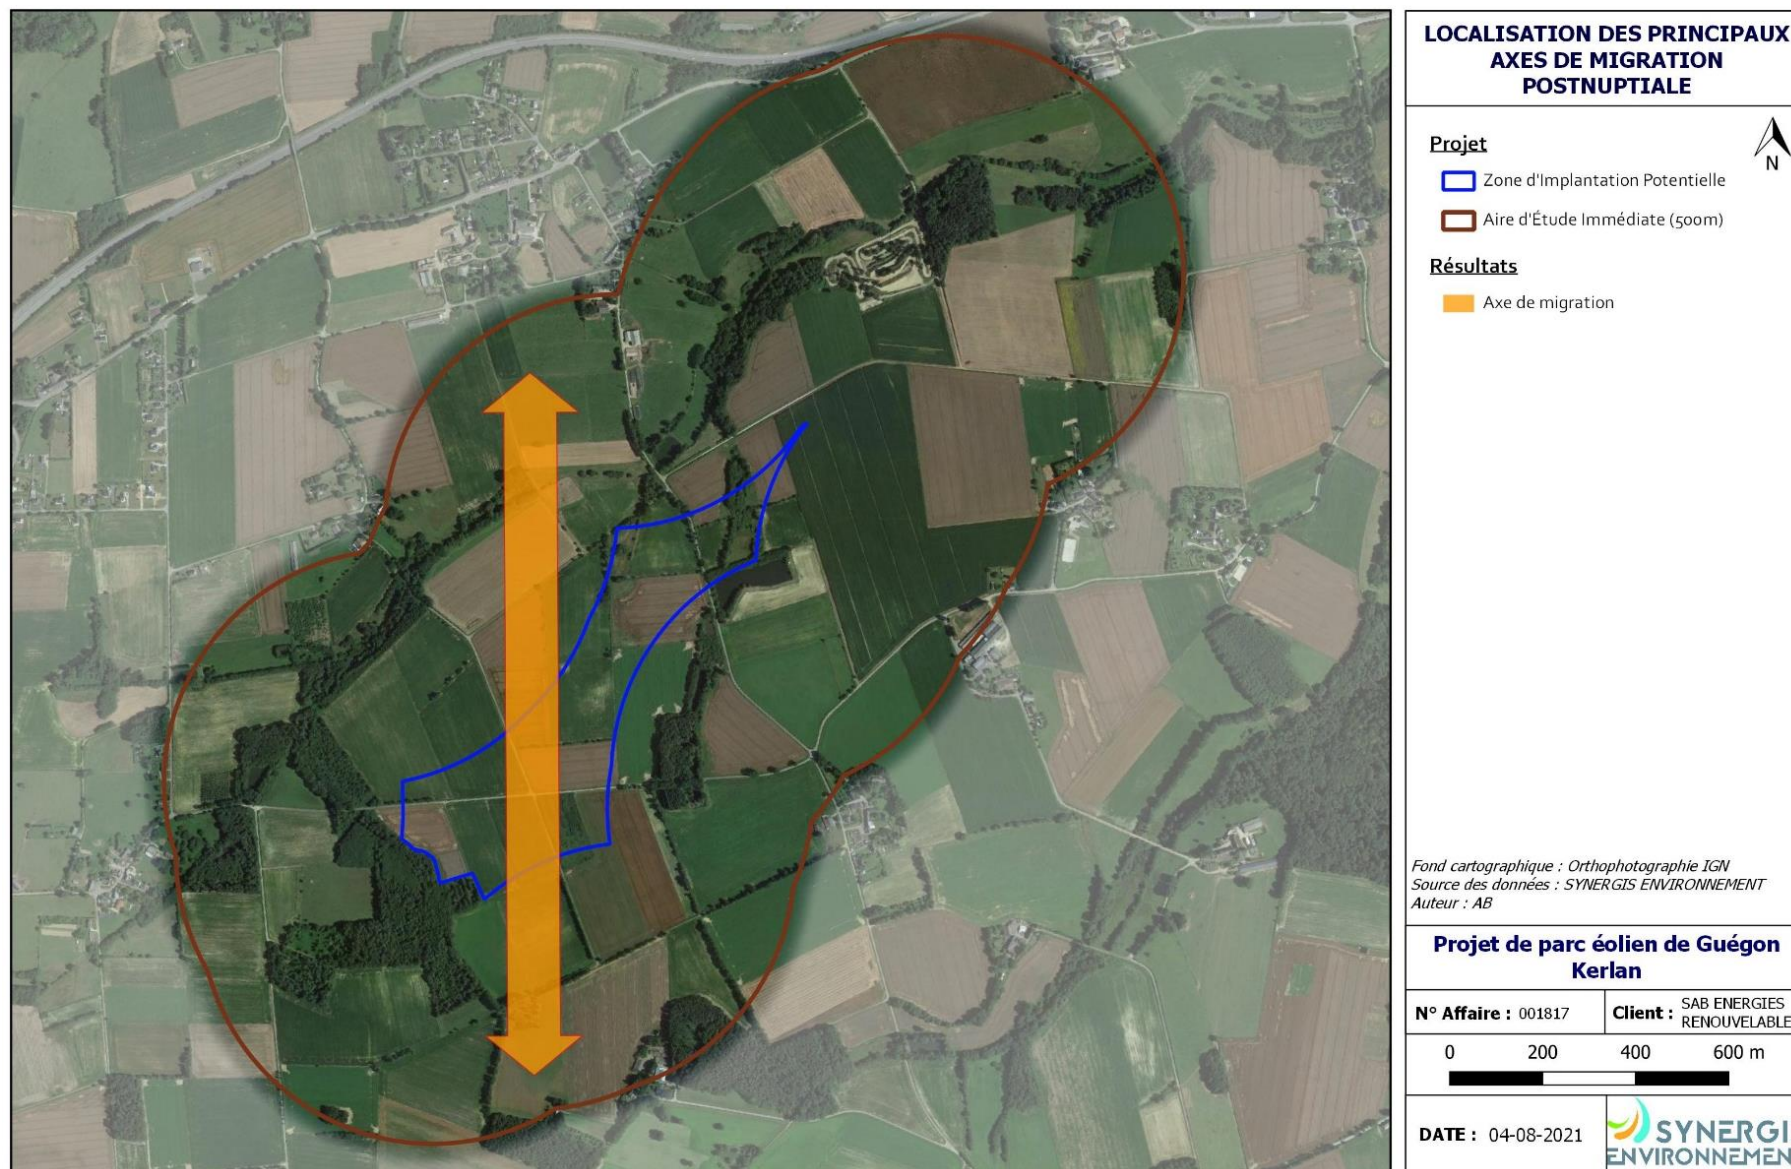 LOCALISATION DES PRINCIPAUX
AXES DE MIGRATION
POSTNUPTIALE
Projet
Zone d'Implantation Potentielle
Aire d'Étude Immédiate (500m)
N
Résultats
Axe de migration
Fond cartographique : Orthophotographie IGN
Source des données : SYNERGIS ENVIRONNEMENT
Auteur : AB
Projet de parc éolien de Guégon
Kerlan
N° Affaire : 001817
Client : SAB ENERGIES
RENOUVELABLE
0 200 400 600 m
DATE : 04-08-2021
SYNERGI
ENVIRONNEMEN